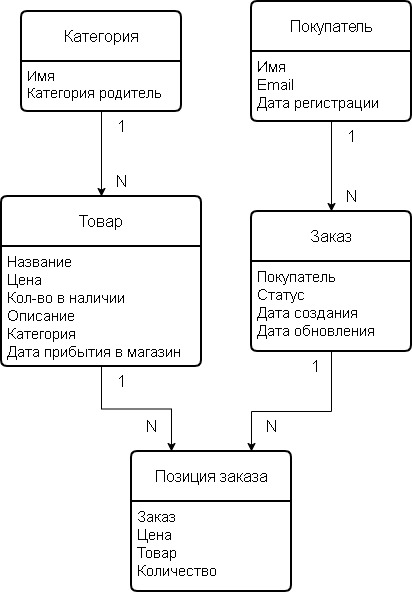 Категория
Имя
Категория родитель
Покупатель
Имя
Email
Дата регистрации
1
N
1
N
Товар
Название
Цена
Кол-во в наличии
Описание
Категория
Дата прибытия в магазин
Заказ
Покупатель
Статус
Дата создания
Дата обновления
1
N
1
N
Позиция заказа
Заказ
Цена
Товар
Количество